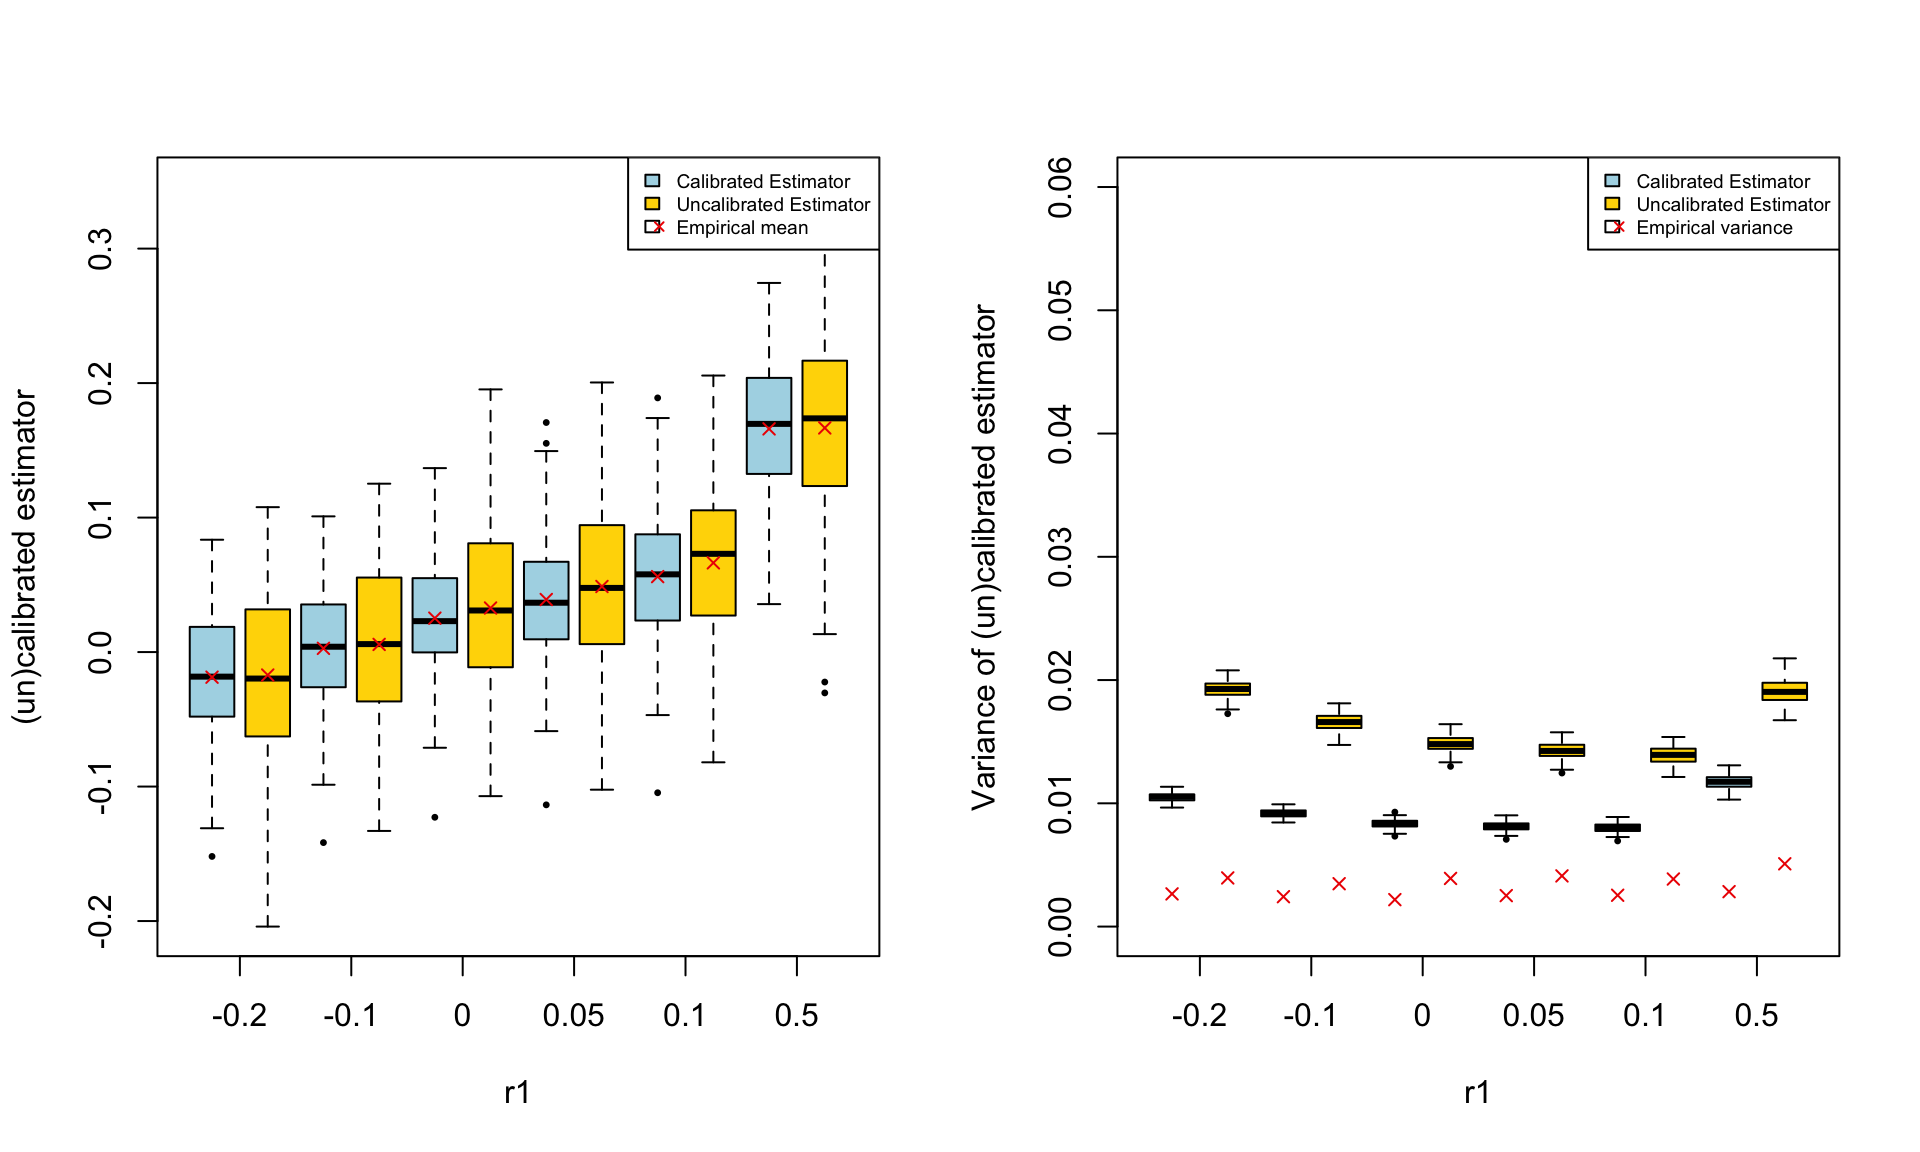 Calibrated Estimator
Uncalibrated Estimator
Empirical mean
(un)calibrated estimator
0.3
0.2
0.1
0.0
-0.1
-0.2
-0.2 -0.1 0 0.05 0.1 0.5
r1
Calibrated Estimator
Uncalibrated Estimator
Empirical variance
Variance of (un)calibrated estimator
0.06
0.05
0.04
0.03
0.02
0.01
0.00
-0.2 -0.1 0 0.05 0.1 0.5
r1